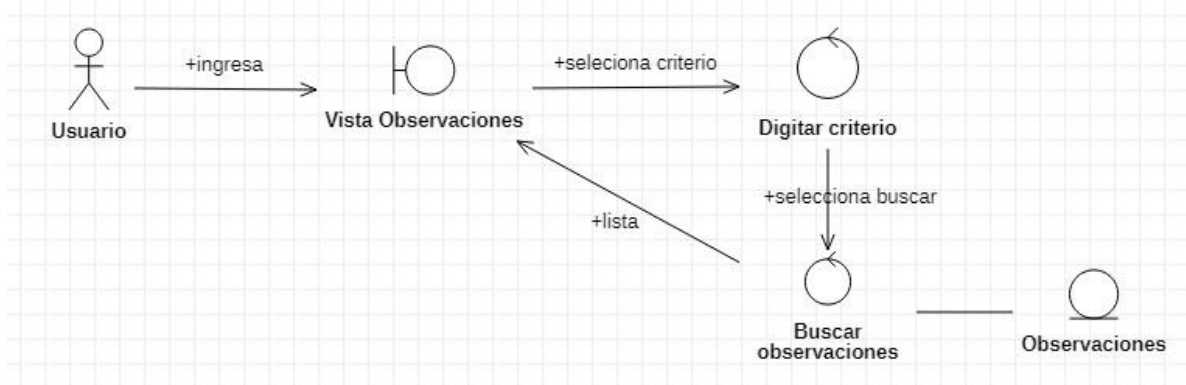 +ingresa
+seleciona criterio
Usuario
Vista Observaciones
Digitar criterio
+selecciona buscar
+lista
Buscar
observaciones
Observaciones